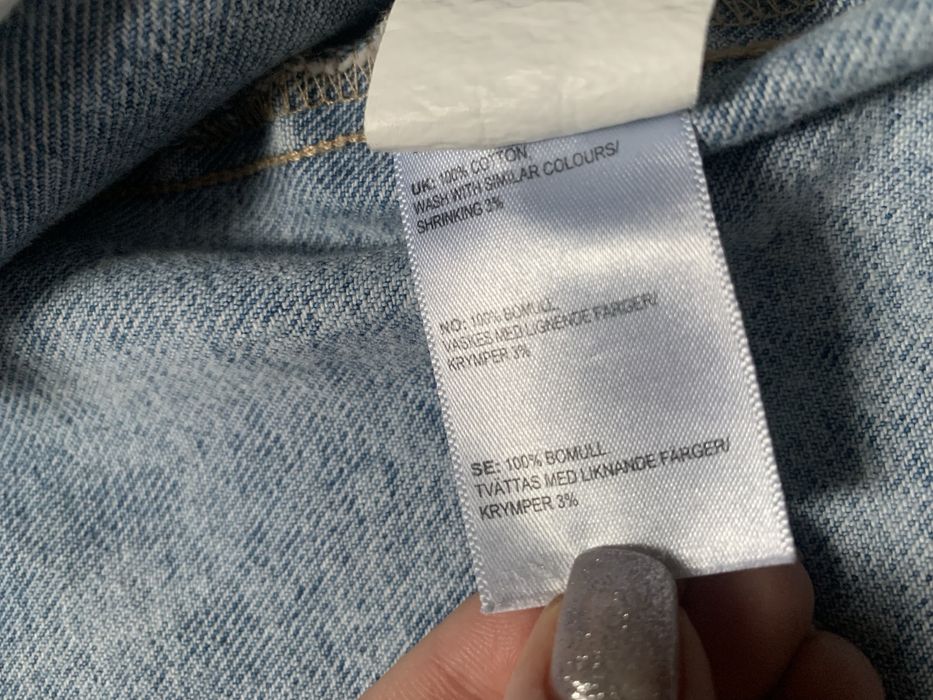 UK: 100% COTTON
WASH WITH SIMILAR COLOURS/
SHRINKING 3%
NO: 100% BOMULL
VASKES MED LIGNENDE FARGER/
KRYMPER 3%
SE: 100% BOMULL
TVÄTTAS MED LIKNANDE FÄRGER/
KRYMPER 3%